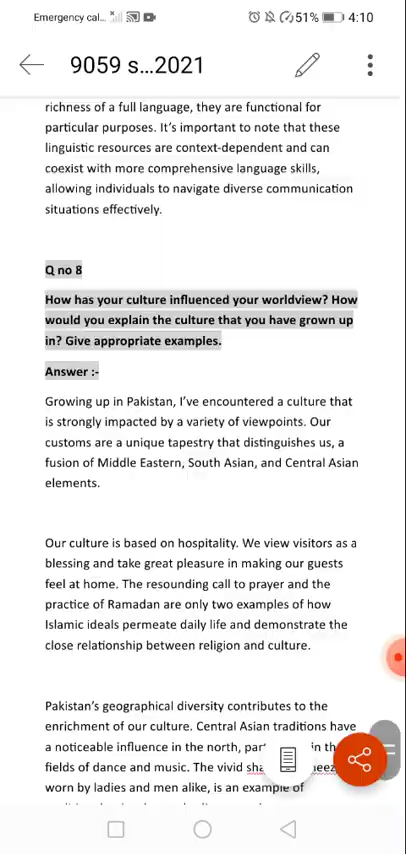 Emergency cal... 51% 4:10
9059 s...2021
richness of a full language, they are functional for
particular purposes. It's important to note that these
linguistic resources are context-dependent and can
coexist with more comprehensive language skills,
allowing individuals to navigate diverse communication
situations effectively.
Q no 8
How has your culture influenced your worldview? How
would you explain the culture that you have grown up
in? Give appropriate examples.
Answer :-
Growing up in Pakistan, I've encountered a culture that
is strongly impacted by a variety of viewpoints. Our
customs are a unique tapestry that distinguishes us, a
fusion of Middle Eastern, South Asian, and Central Asian
elements.
Our culture is based on hospitality. We view visitors as a
blessing and take great pleasure in making our guests
feel at home. The resounding call to prayer and the
practice of Ramadan are only two examples of how
Islamic ideals permeate daily life and demonstrate the
close relationship between religion and culture.
Pakistan's geographical diversity contributes to the
enrichment of our culture. Central Asian traditions have
a noticeable influence in the north, in
fields of dance and music. The vivid
worn by ladies and men alike, is an example of